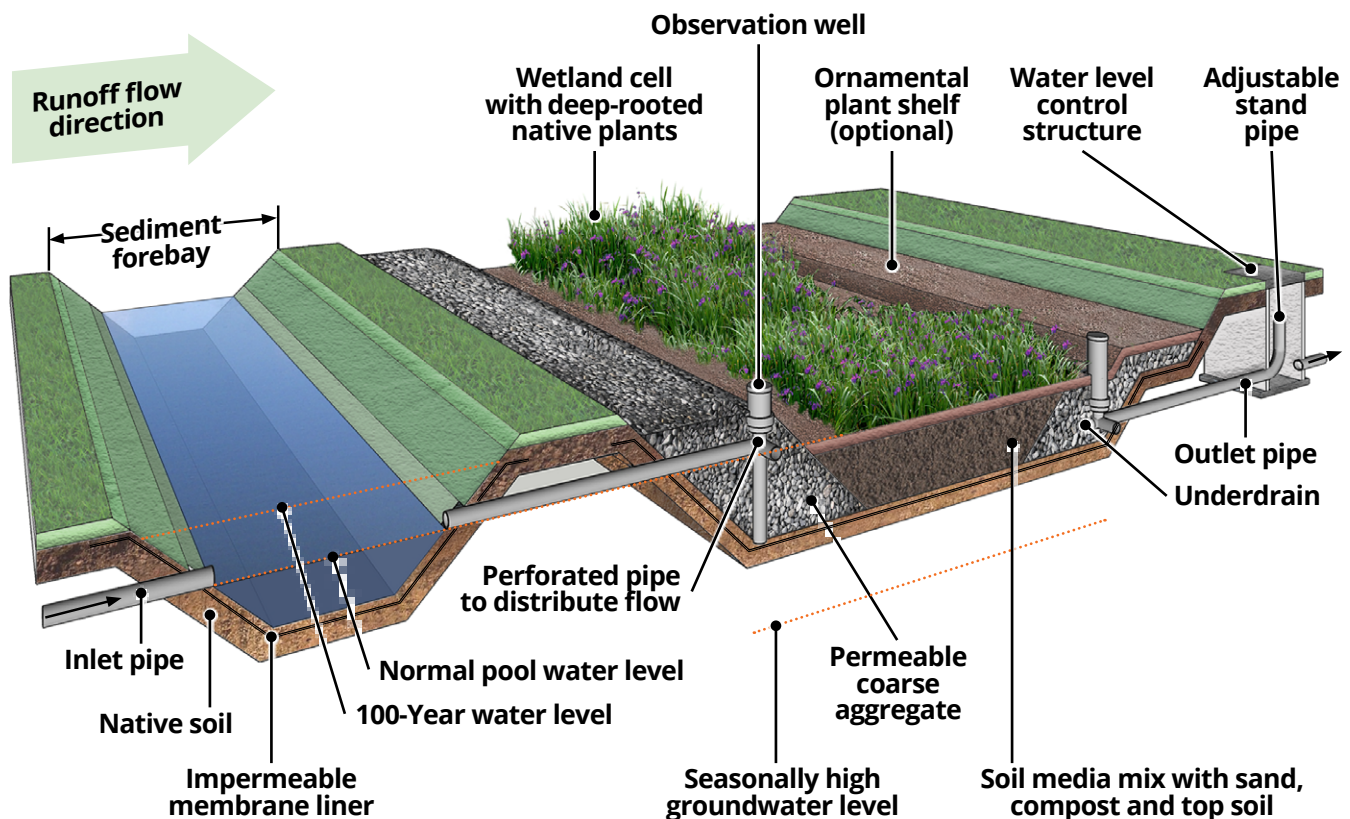 Observation well
Runoff flow
direction
Wetland cell
with deep-rooted
native plants
Ornamental
plant shelf
(optional)
Water level
control
structure
Adjustable
stand
pipe
Sediment
forebay
Outlet pipe
Underdrain
Perforated pipe
to distribute flow
Inlet pipe
Normal pool water level
Permeable
coarse
aggregate
Native soil
100-Year water level
Impermeable
membrane liner
Seasonally high
groundwater level
Soil media mix with sand,
compost and top soil